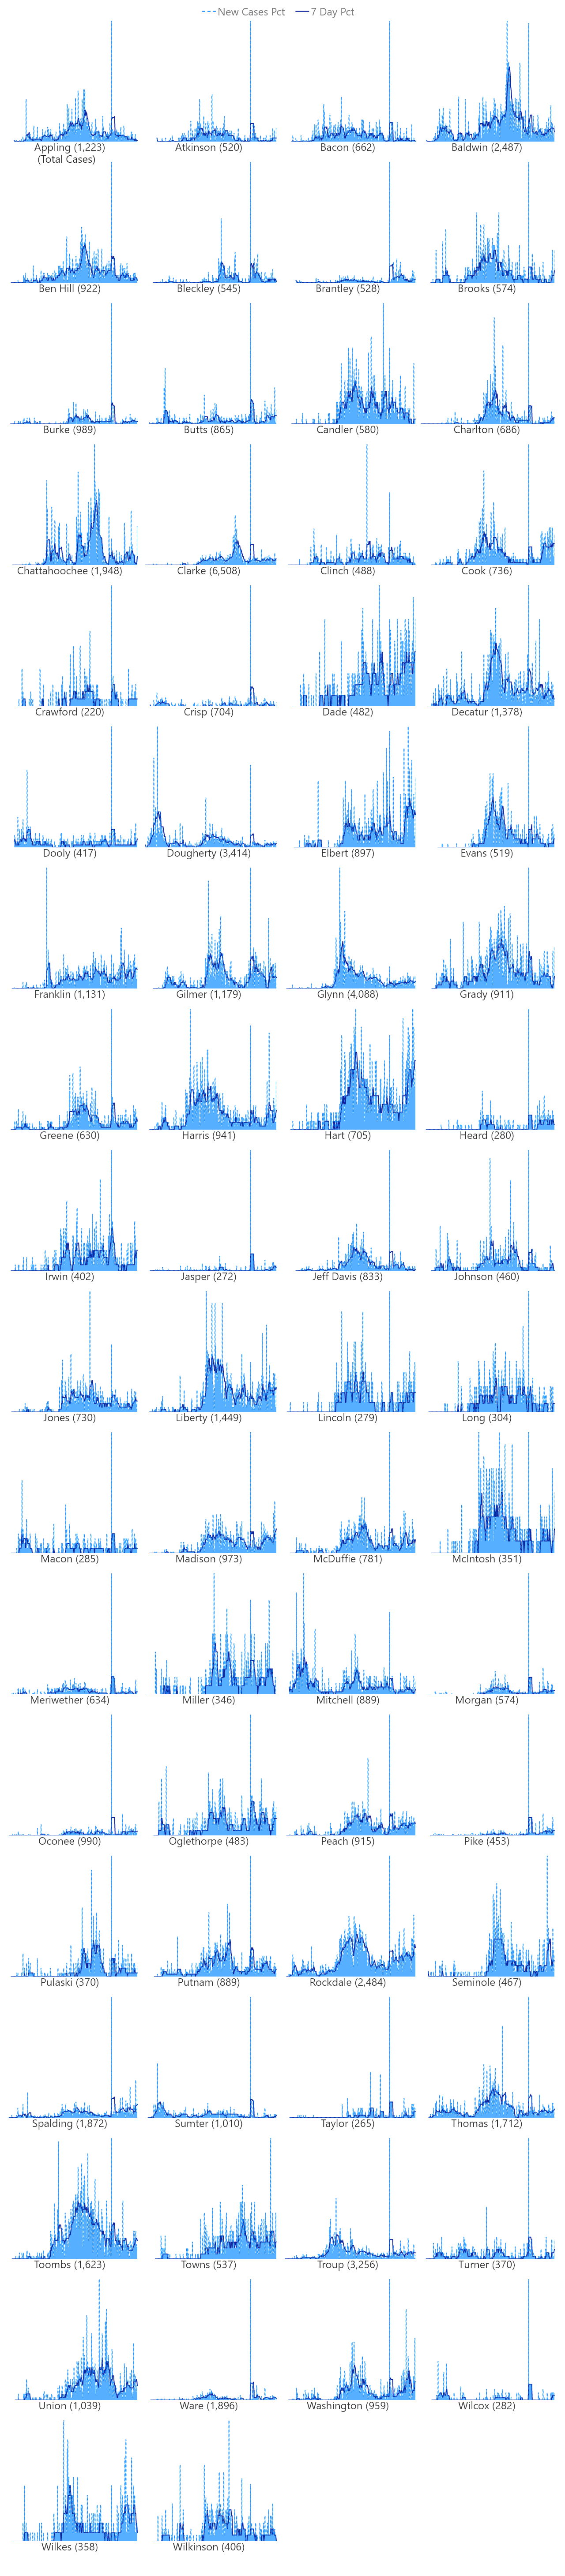 New Cases Pct 7 Day Pct
Appling (1,223) Atkinson (520) Bacon (662) Baldwin (2,487)
(Total Cases)
Ben Hill (922) Bleckley (545) Brantley (528) Brooks (574)
Burke (989) Butts (865) Candler (580) Charlton (686)
Chattahoochee (1,948) Clarke (6,508) Clinch (488) Cook (736)
Crawford (220) Crisp (704) Dade (482) Decatur (1,378)
Dooly (417) Dougherty (3,414) Elbert (897) Evans (519)
Franklin (1,131) Gilmer (1,179) Glynn (4,088) Grady (911)
Greene (630) Harris (941) Hart (705) Heard (280)
Irwin (402) Jasper (272) Jeff Davis (833) Johnson (460)
Jones (730) Liberty (1,449) Lincoln (279) Long (304)
Macon (285) Madison (973) McDuffie (781) McIntosh (351)
Meriwether (634) Miller (346) Mitchell (889) Morgan (574)
Oconee (990) Oglethorpe (483) Peach (915) Pike (453)
Pulaski (370) Putnam (889) Rockdale (2,484) Seminole (467)
Spalding (1,872) Sumter (1,010) Taylor (265) Thomas (1,712)
Toombs (1,623) Towns (537) Troup (3,256) Turner (370)
Union (1,039) Ware (1,896) Washington (959) Wilcox (282)
Wilkes (358) Wilkinson (406)